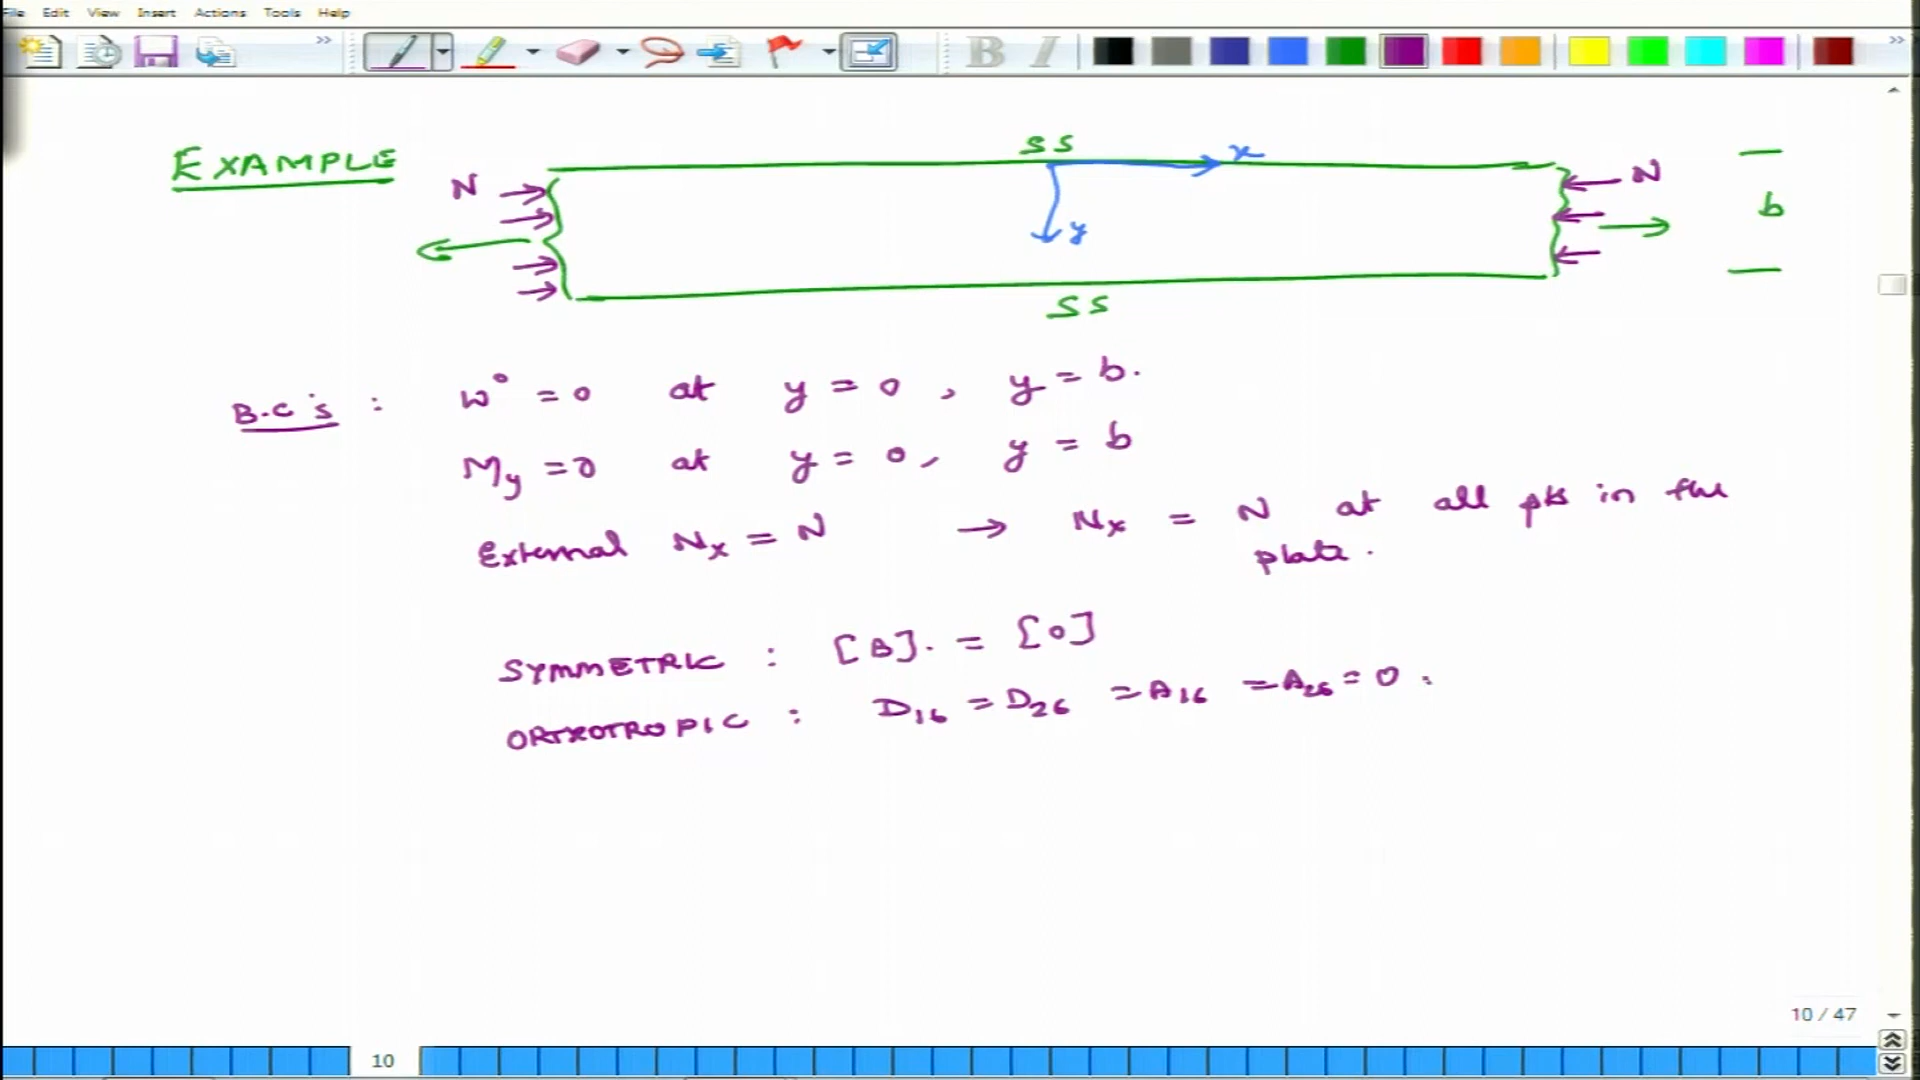 File Edit View Insert Actions Tools Help
B I
EXAMPLE
SS
x
N
N
b
y
SS
B.C's : w° = 0 at y = 0 , y = b.
My = 0 at y = 0, y = b
External Nx = N → Nx = N at all pts in the
plate.
SYMMETRIC : [B]. = [0]
ORTHOTROPIC : D16 = D26 = A16 = A26 = 0 .
10 / 47
10